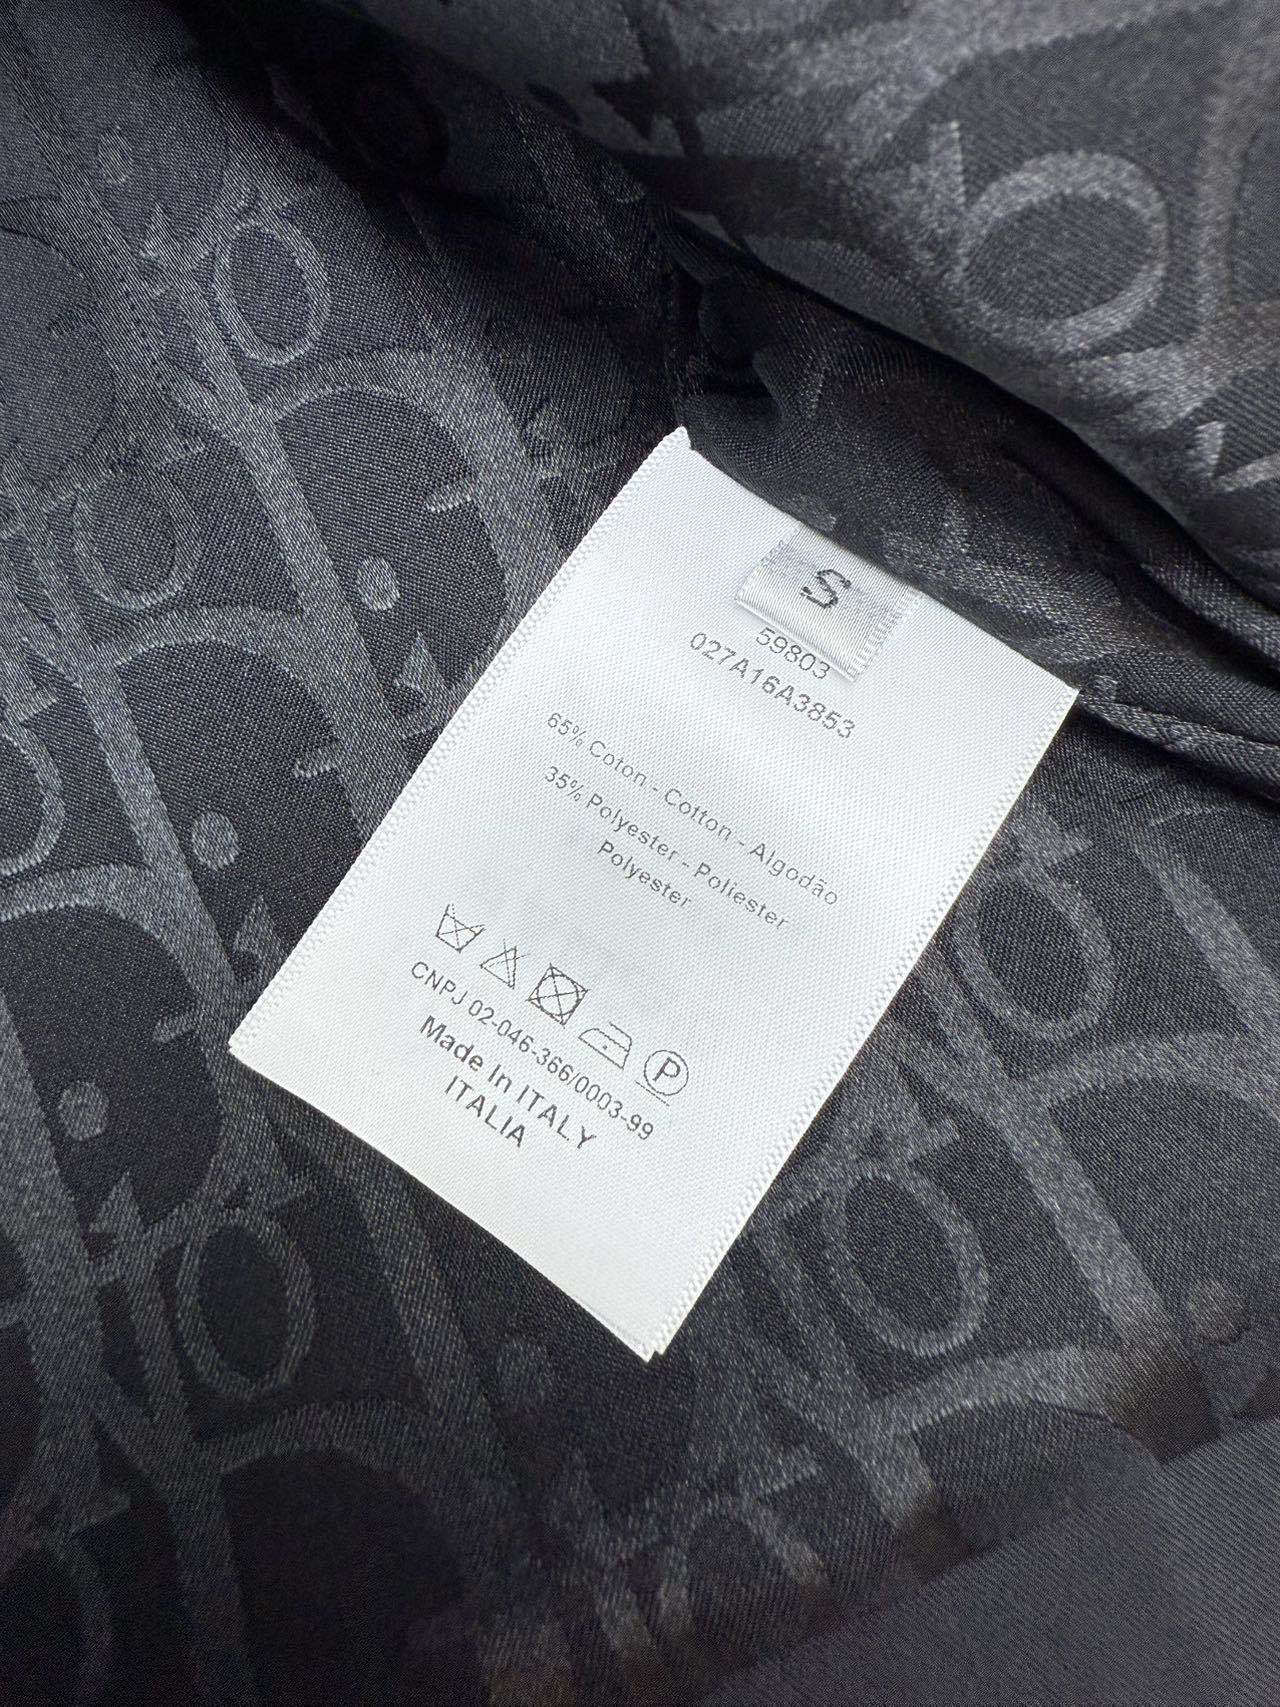 S
59803
027A16A3853
65% Coton - Cotton - Algodão
35% Polyester - Poliester
Polyester
P
CNPJ 02-046-366/0003-99
Made In ITALY
ITALIA